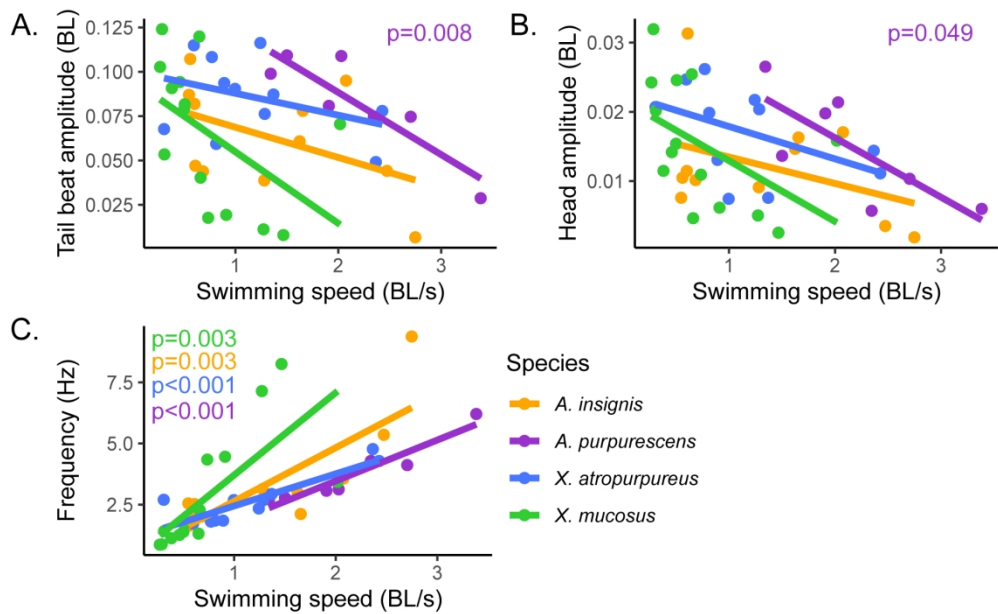 A.
p=0.008
Tail beat amplitude (BL)
0.125
0.100
0.075
0.050
0.025
1 2 3
Swimming speed (BL/s)
B.
p=0.049
Head amplitude (BL)
0.03
0.02
0.01
1 2 3
Swimming speed (BL/s)
C.
p=0.003
p=0.003
p<0.001
p<0.001
Frequency (Hz)
7.5
5.0
2.5
1 2 3
Swimming speed (BL/s)
Species
A. insignis
A. purpurescens
X. atropurpureus
X. mucosus